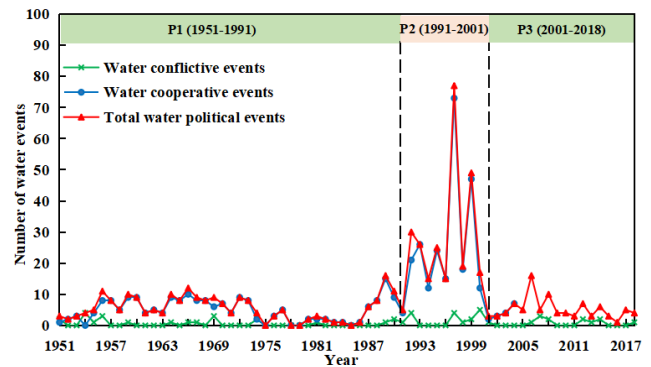 100
90
80
70
60
50
40
30
20
10
0
Number of water events
P1 (1951-1991)
P2 (1991-2001)
P3 (2001-2018)
Water conflictive events
Water cooperative events
Total water political events
1951 1957 1963 1969 1975 1981 1987 1993 1999 2005 2011 2017
Year